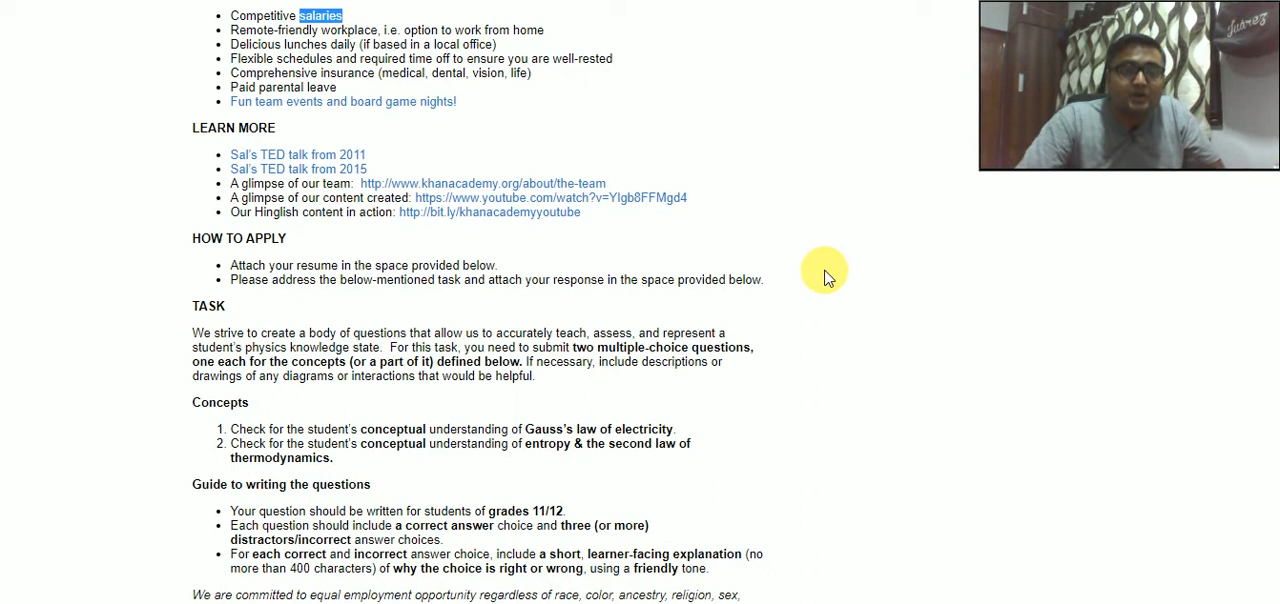 Competitive salaries
Remote-friendly workplace, i.e. option to work from home
Delicious lunches daily (if based in a local office)
Flexible schedules and required time off to ensure you are well-rested
Comprehensive insurance (medical, dental, vision, life)
Paid parental leave
Fun team events and board game nights!
LEARN MORE
Sal's TED talk from 2011
Sal's TED talk from 2015
A glimpse of our team:  http://www.khanacademy.org/about/the-team
A glimpse of our content created: https://www.youtube.com/watch?v=YIgb8FFMgd4
Our Hinglish content in action: http://bit.ly/khanacademyyoutube
HOW TO APPLY
Attach your resume in the space provided below.
Please address the below-mentioned task and attach your response in the space provided below.
TASK
We strive to create a body of questions that allow us to accurately teach, assess, and represent a
student's physics knowledge state.  For this task, you need to submit two multiple-choice questions,
one each for the concepts (or a part of it) defined below. If necessary, include descriptions or
drawings of any diagrams or interactions that would be helpful.
Concepts
1. Check for the student's conceptual understanding of Gauss's law of electricity.
2. Check for the student's conceptual understanding of entropy & the second law of
thermodynamics.
Guide to writing the questions
Your question should be written for students of grades 11/12.
Each question should include a correct answer choice and three (or more)
distractors/incorrect answer choices.
For each correct and incorrect answer choice, include a short, learner-facing explanation (no
more than 400 characters) of why the choice is right or wrong, using a friendly tone.
We are committed to equal employment opportunity regardless of race, color, ancestry, religion, sex,
Juárez